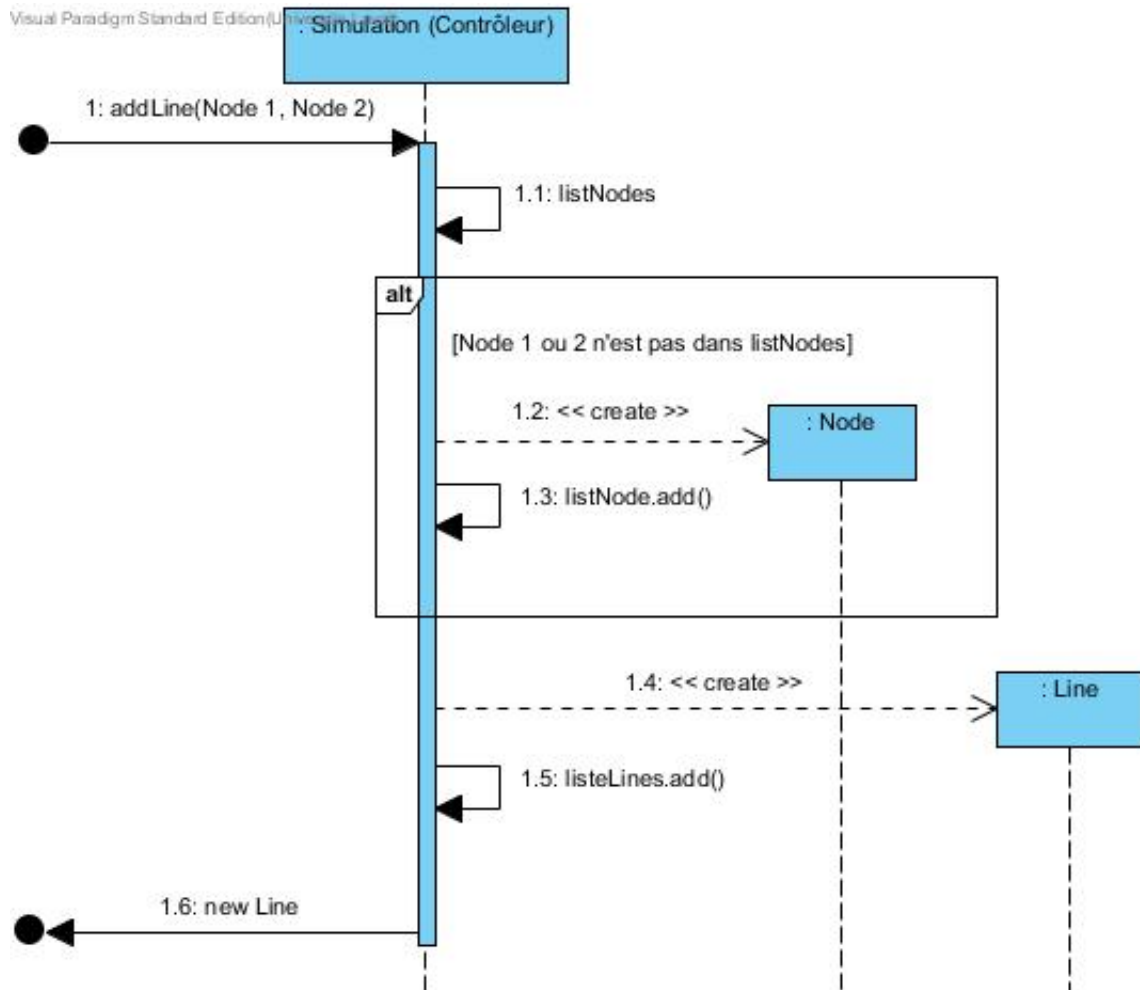 Visual Paradigm Standard Edition
: Simulation (Contrôleur)
1: addLine(Node 1, Node 2)
1.1: listNodes
alt
[Node 1 ou 2 n'est pas dans listNodes]
1.2: << create >>
: Node
1.3: listNode.add()
1.4: << create >>
: Line
1.5: listeLines.add()
1.6: new Line